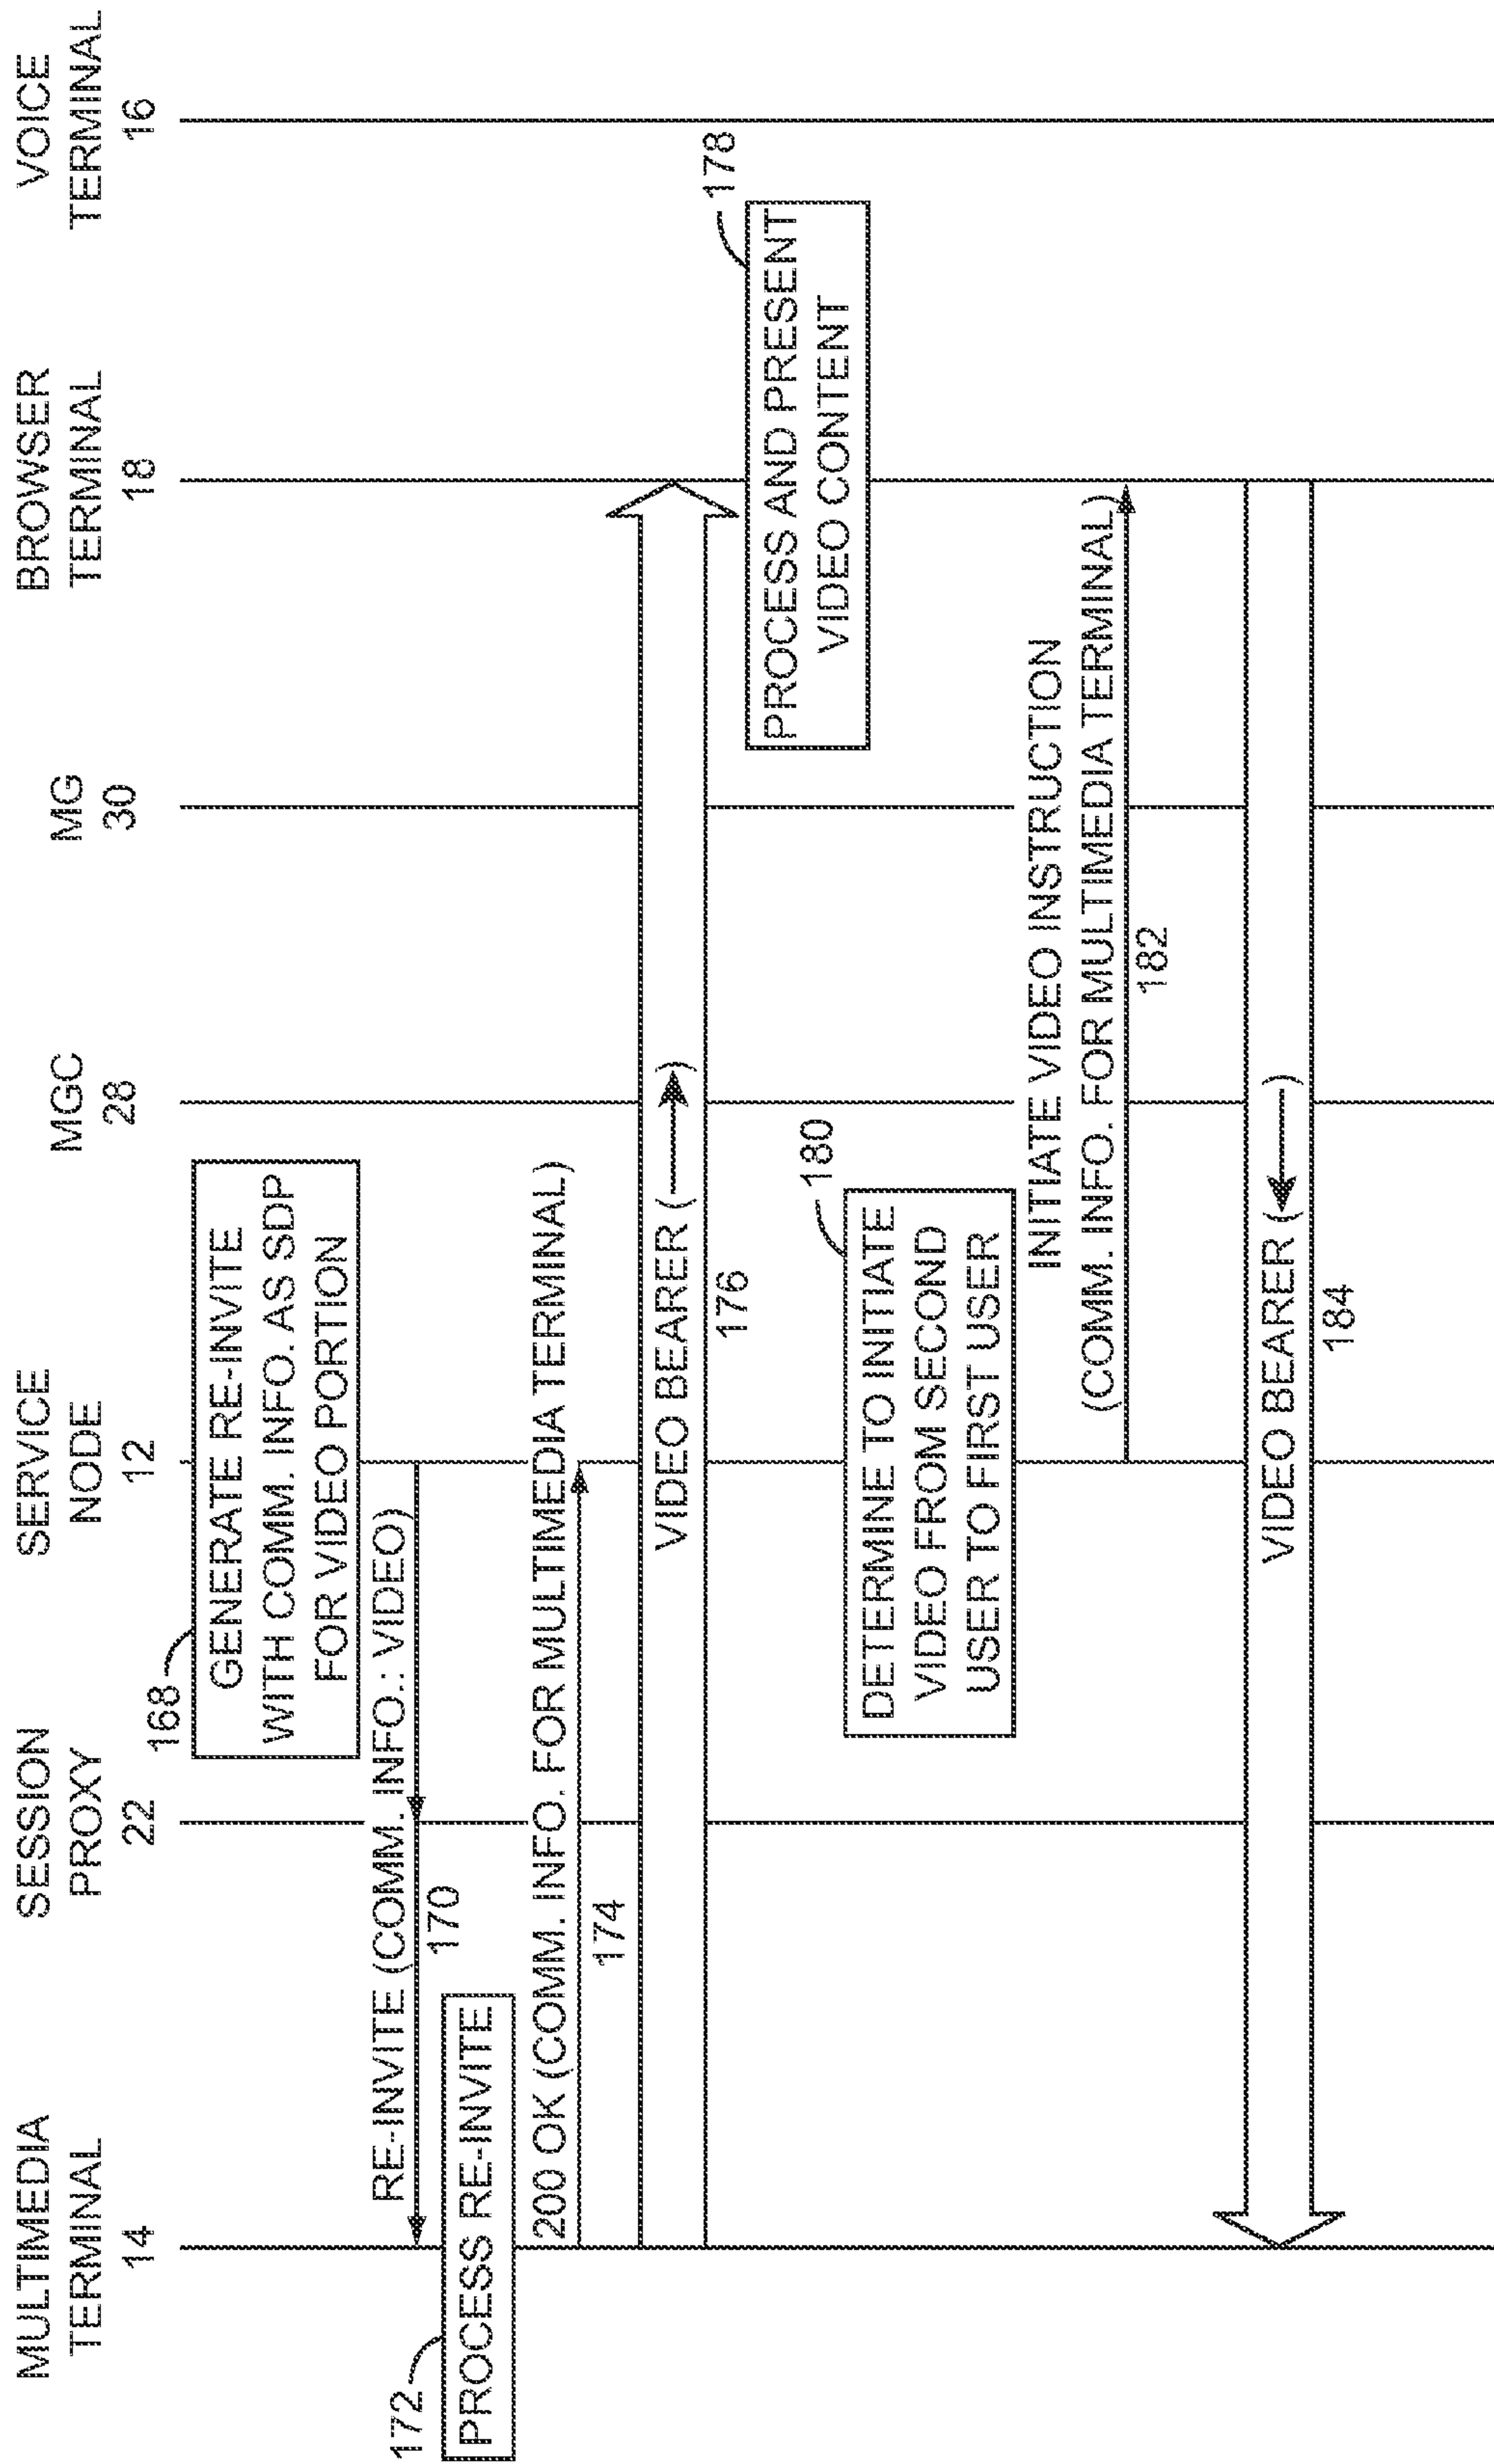 MULTIMEDIA
TERMINAL
14
SESSION
PROXY
22
SERVICE
NODE
12
MGC
28
MG
30
BROWSER
TERMINAL
18
VOICE
TERMINAL
16
168
GENERATE RE-INVITE
WITH COMM. INFO. AS SDP
FOR VIDEO PORTION
RE-INVITE (COMM. INFO.: VIDEO)
170
172
PROCESS RE-INVITE
200 OK (COMM. INFO. FOR MULTIMEDIA TERMINAL)
174
VIDEO BEARER ( )
176
178
PROCESS AND PRESENT
VIDEO CONTENT
180
DETERMINE TO INITIATE
VIDEO FROM SECOND
USER TO FIRST USER
INITIATE VIDEO INSTRUCTION
(COMM. INFO. FOR MULTIMEDIA TERMINAL)
182
VIDEO BEARER ( )
184